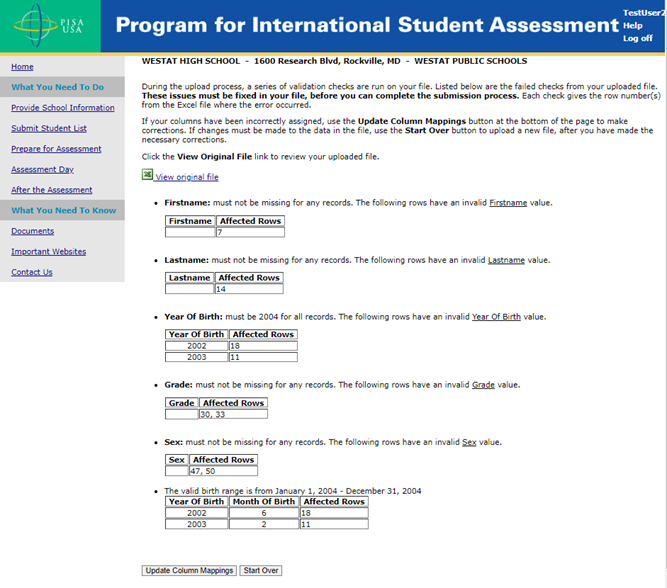 PISA
USA
Program for International Student Assessment
TestUser2
Help
Log off
Home
What You Need To Do
Provide School Information
Submit Student List
Prepare for Assessment
Assessment Day
After the Assessment
What You Need To Know
Documents
Important Websites
Contact Us
WESTAT HIGH SCHOOL - 1600 Research Blvd, Rockville, MD - WESTAT PUBLIC SCHOOLS
During the upload process, a series of validation checks are run on your file. Listed below are the failed checks from your uploaded file.
These issues must be fixed in your file, before you can complete the submission process. Each check gives the row number(s)
from the Excel file where the error occurred.
If your columns have been incorrectly assigned, use the Update Column Mappings button at the bottom of the page to make
corrections. If changes must be made to the data in the file, use the Start Over button to upload a new file, after you have made the
necessary corrections.
Click the View Original File link to review your uploaded file.
View original file
• Firstname: must not be missing for any records. The following rows have an invalid Firstname value.
Firstname Affected Rows
7
• Lastname: must not be missing for any records. The following rows have an invalid Lastname value.
Lastname Affected Rows
14
• Year Of Birth: must be 2004 for all records. The following rows have an invalid Year Of Birth value.
Year Of Birth Affected Rows
2002 18
2003 11
• Grade: must not be missing for any records. The following rows have an invalid Grade value.
Grade Affected Rows
30, 33
• Sex: must not be missing for any records. The following rows have an invalid Sex value.
Sex Affected Rows
47, 50
• The valid birth range is from January 1, 2004 - December 31, 2004
Year Of Birth Month Of Birth Affected Rows
2002 6 18
2003 2 11
Update Column Mappings Start Over